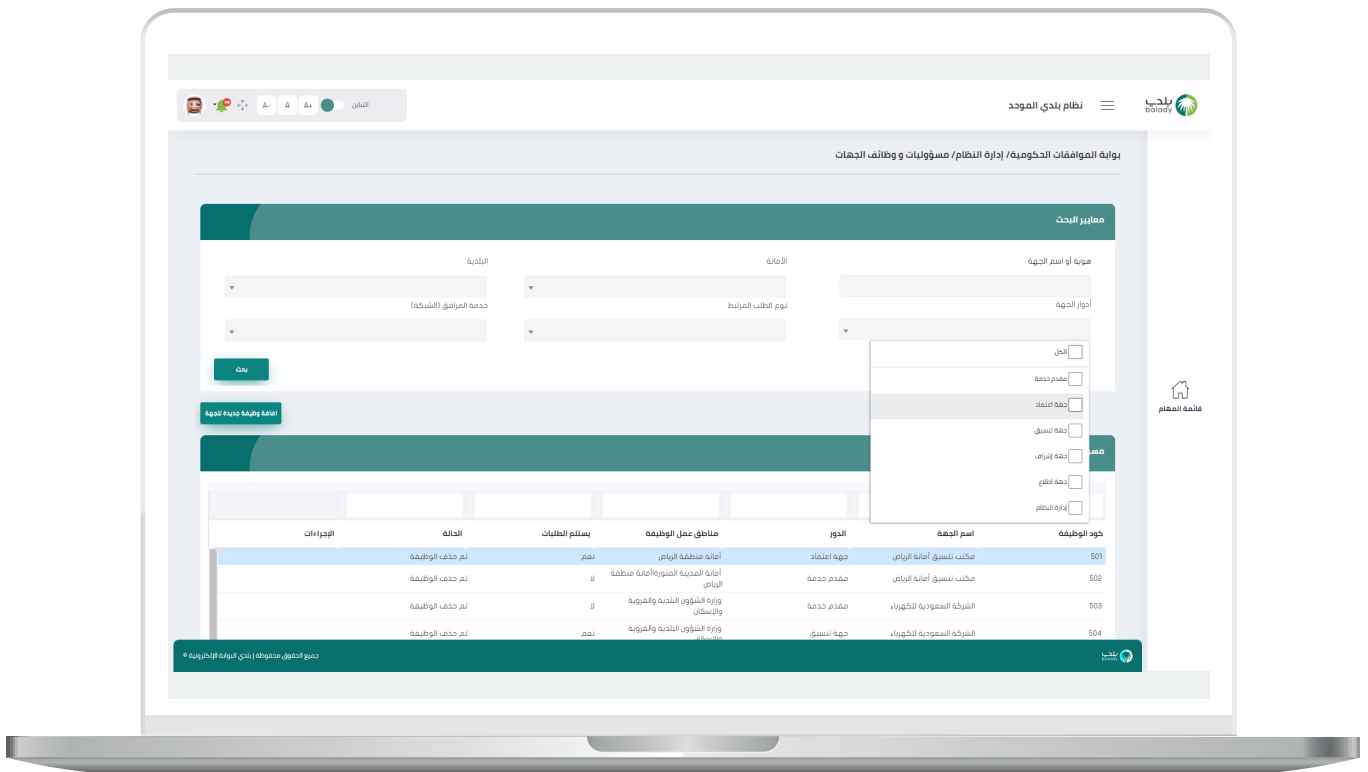 بلدي
balady
نظام بلدي الموحد
التباين
A+
A
A-
بوابة الموافقات الحكومية/ إدارة النظام/ مسؤوليات و وظائف الجهات
معايير البحث
هوية أو اسم الجهة
الأمانة
البلدية
أدوار الجهة
نوع الطلب المرتبط
خدمة المرافق (الشبكة)
الكل
مقدم خدمة
جهة اعتماد
جهة تنسيق
جهة إشراف
جهة اطلاع
إدارة النظام
بحث
اضافة وظيفة جديدة للجهة
قائمة المهام
مسؤ
كود الوظيفة
اسم الجهة
الدور
مناطق عمل الوظيفة
يستلم الطلبات
الحالة
الإجراءات
501
مكتب تنسيق أمانة الرياض
جهة اعتماد
أمانة منطقة الرياض
نعم
تم حذف الوظيفة
502
مكتب تنسيق أمانة الرياض
مقدم خدمة
أمانة المدينة المنورة/أمانة منطقة
الرياض
لا
تم حذف الوظيفة
503
الشركة السعودية للكهرباء
مقدم خدمة
وزارة الشؤون البلدية والقروية
والإسكان
لا
تم حذف الوظيفة
504
الشركة السعودية للكهرباء
جهة تنسيق
وزارة الشؤون البلدية والقروية
والإسكان
نعم
تم حذف الوظيفة
بلدي
balady
جميع الحقوق محفوظة | بلدي البوابة الإلكترونية ©